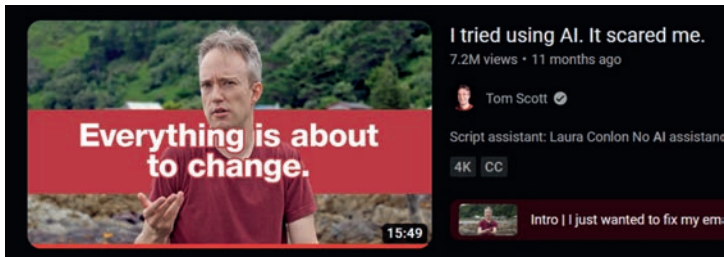 Everything is about
to change.
15:49
I tried using AI. It scared me.
7.2M views • 11 months ago
Tom Scott
Script assistant: Laura Conlon No AI assistanc
4K CC
Intro | I just wanted to fix my ema